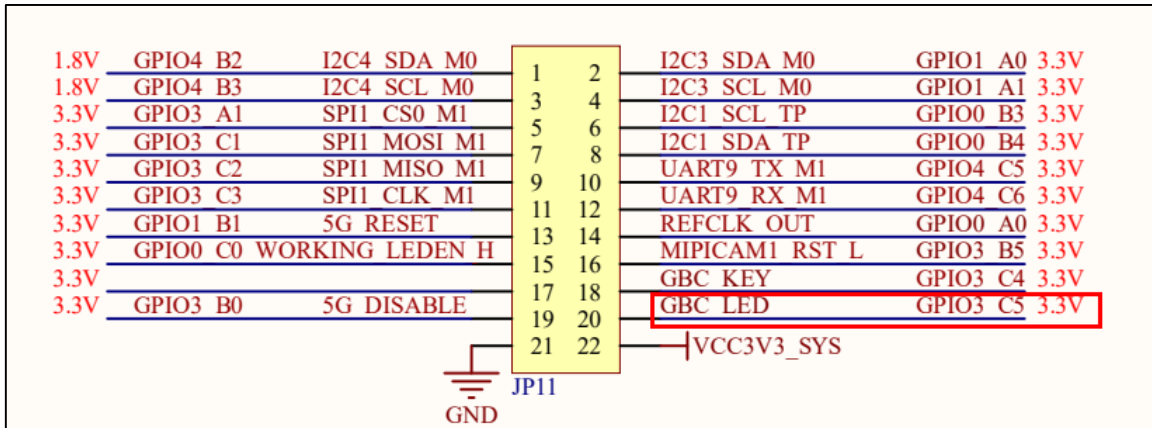 1.8V GPIO4_B2 I2C4_SDA_M0 1 2 I2C3_SDA_M0 GPIO1_A0 3.3V
1.8V GPIO4_B3 I2C4_SCL_M0 3 4 I2C3_SCL_M0 GPIO1_A1 3.3V
3.3V GPIO3_A1 SPI1_CS0_M1 5 6 I2C1_SCL_TP GPIO0_B3 3.3V
3.3V GPIO3_C1 SPI1_MOSI_M1 7 8 I2C1_SDA_TP GPIO0_B4 3.3V
3.3V GPIO3_C2 SPI1_MISO_M1 9 10 UART9_TX_M1 GPIO4_C5 3.3V
3.3V GPIO3_C3 SPI1_CLK_M1 11 12 UART9_RX_M1 GPIO4_C6 3.3V
3.3V GPIO1_B1 5G_RESET 13 14 REFCLK_OUT GPIO0_A0 3.3V
3.3V GPIO0_C0 WORKING_LEDEN_H 15 16 MIPICAM1_RST_L GPIO3_B5 3.3V
3.3V 17 18 GBC_KEY GPIO3_C4 3.3V
3.3V GPIO3_B0 5G_DISABLE 19 20 GBC_LED GPIO3_C5 3.3V
21 22 VCC3V3_SYS
JP11
GND